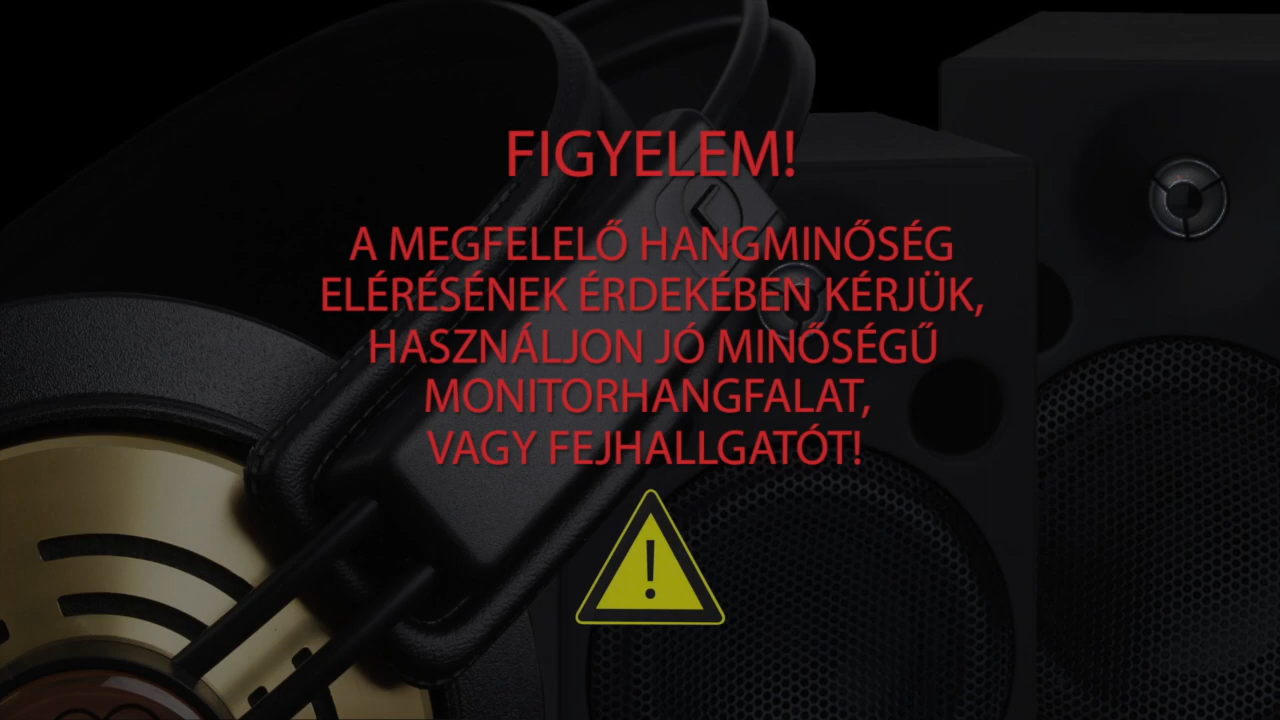 FIGYELEM!
A MEGFELELŐ HANGMINŐSÉG
ELÉRÉSÉNEK ÉRDEKÉBEN KÉRJÜK,
HASZNÁLJON JÓ MINŐSÉGŰ
MONITORHANGFALAT,
VAGY FEJHALLGATÓT!
!